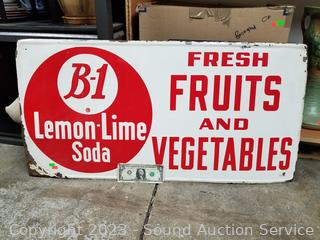 B-1
Lemon-Lime
Soda
FRESH
FRUITS
AND
VEGETABLES
Copyright 2023 - Sound Auction Service